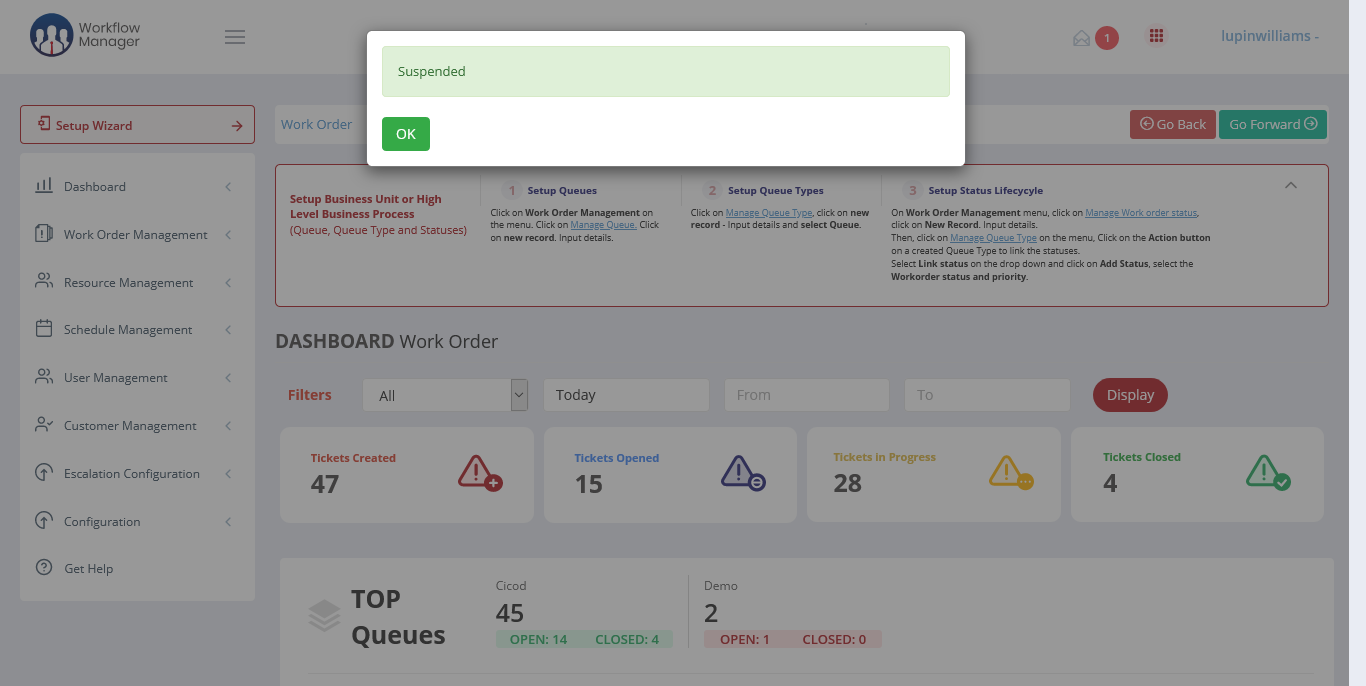 Workflow
Manager
1
lupinwilliams -
Suspended
OK
Setup Wizard
Work Order
Go Back
Go Forward
Dashboard
Work Order Management
Resource Management
Schedule Management
User Management
Customer Management
Escalation Configuration
Configuration
Get Help
Setup Business Unit or High
Level Business Process
(Queue, Queue Type and Statuses)
1 Setup Queues
Click on Work Order Management on
the menu. Click on Manage Queue. Click
on new record. Input details.
2 Setup Queue Types
Click on Manage Queue Type, click on new
record - Input details and select Queue.
3 Setup Status Lifecycyle
On Work Order Management menu, click on Manage Work order status,
click on New Record. Input details.
Then, click on Manage Queue Type on the menu, Click on the Action button
on a created Queue Type to link the statuses.
Select Link status on the drop down and click on Add Status, select the
Workorder status and priority.
DASHBOARD Work Order
Filters
All
Today
From
To
Display
Tickets Created
47
Tickets Opened
15
Tickets in Progress
28
Tickets Closed
4
TOP
Queues
Cicod
45
OPEN: 14 CLOSED: 4
Demo
2
OPEN: 1 CLOSED: 0